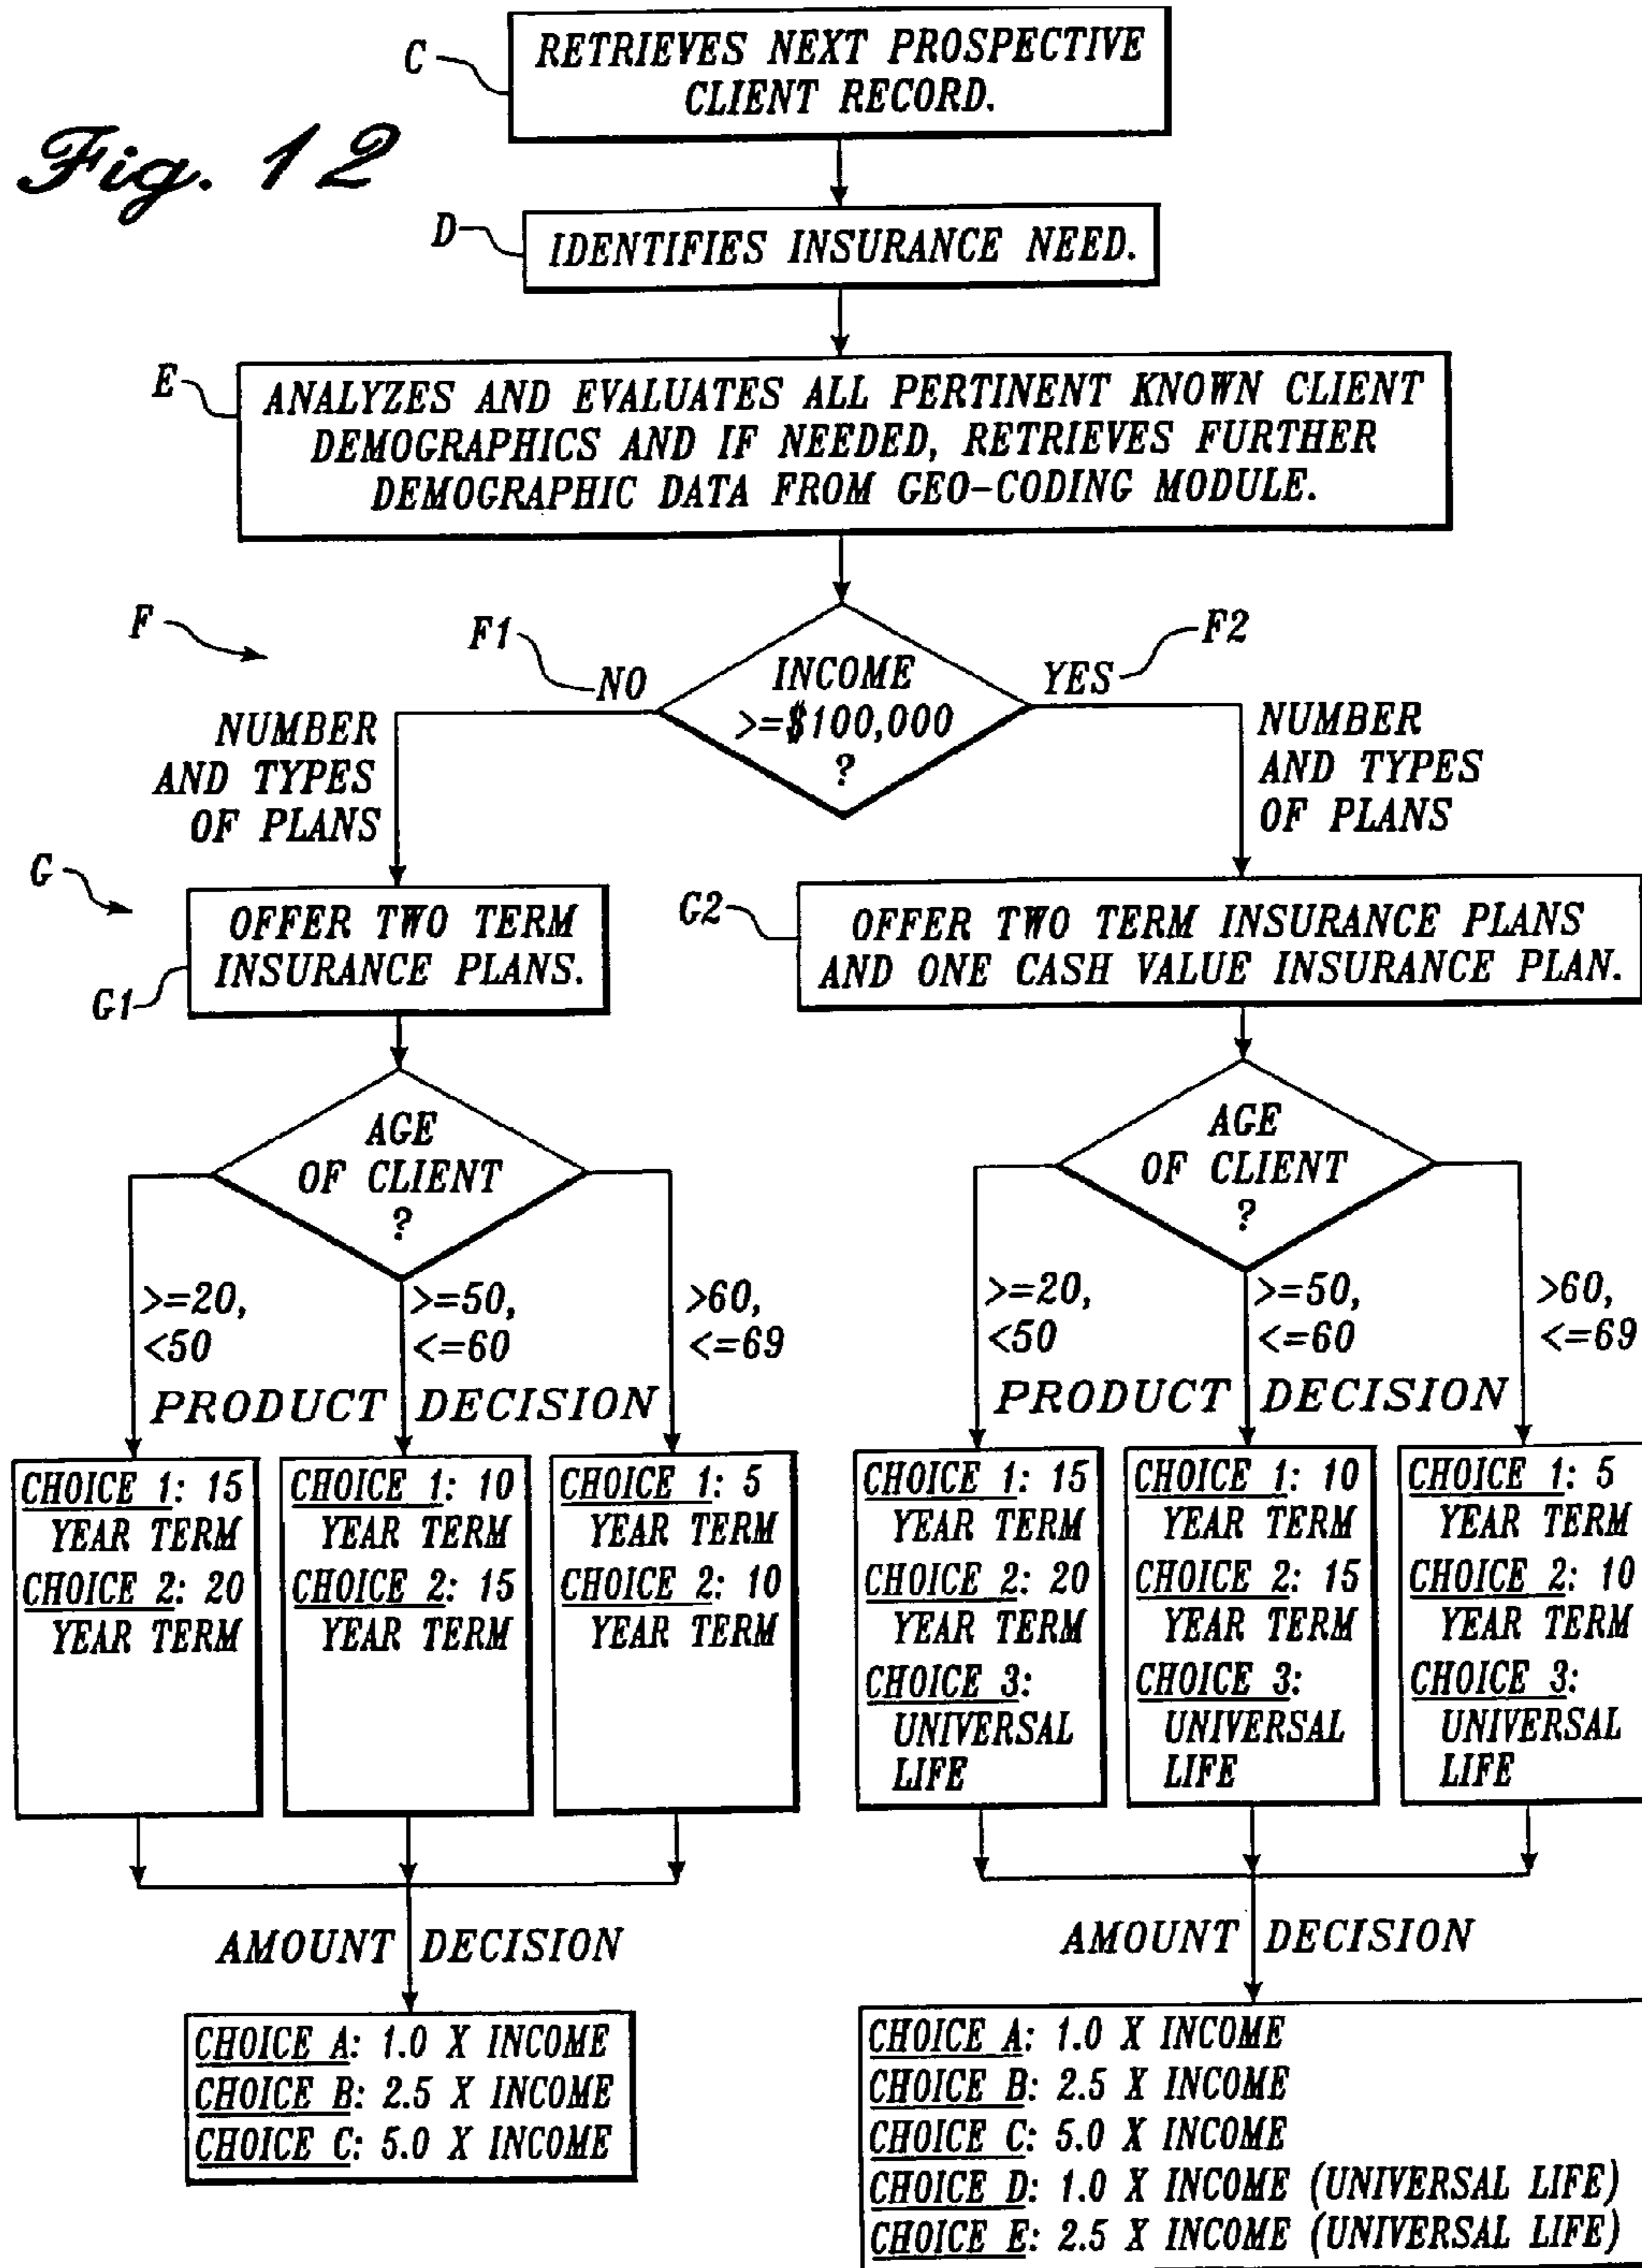 Fig. 12
C
RETRIEVES NEXT PROSPECTIVE
CLIENT RECORD.
D
IDENTIFIES INSURANCE NEED.
E
ANALYZES AND EVALUATES ALL PERTINENT KNOWN CLIENT
DEMOGRAPHICS AND IF NEEDED, RETRIEVES FURTHER
DEMOGRAPHIC DATA FROM GEO-CODING MODULE.
F
F1
NO
INCOME
>=$100,000
?
YES
F2
NUMBER
AND TYPES
OF PLANS
NUMBER
AND TYPES
OF PLANS
G
OFFER TWO TERM
INSURANCE PLANS.
G1
G2
OFFER TWO TERM INSURANCE PLANS
AND ONE CASH VALUE INSURANCE PLAN.
AGE
OF CLIENT
?
>=20,
<50
>=50,
<=60
>60,
<=69
PRODUCT DECISION
CHOICE 1: 15
YEAR TERM
CHOICE 2: 20
YEAR TERM
CHOICE 1: 10
YEAR TERM
CHOICE 2: 15
YEAR TERM
CHOICE 1: 5
YEAR TERM
CHOICE 2: 10
YEAR TERM
AMOUNT DECISION
CHOICE A: 1.0 X INCOME
CHOICE B: 2.5 X INCOME
CHOICE C: 5.0 X INCOME
AGE
OF CLIENT
?
>=20,
<50
>=50,
<=60
>60,
<=69
PRODUCT DECISION
CHOICE 1: 15
YEAR TERM
CHOICE 2: 20
YEAR TERM
CHOICE 3:
UNIVERSAL
LIFE
CHOICE 1: 10
YEAR TERM
CHOICE 2: 15
YEAR TERM
CHOICE 3:
UNIVERSAL
LIFE
CHOICE 1: 5
YEAR TERM
CHOICE 2: 10
YEAR TERM
CHOICE 3:
UNIVERSAL
LIFE
AMOUNT DECISION
CHOICE A: 1.0 X INCOME
CHOICE B: 2.5 X INCOME
CHOICE C: 5.0 X INCOME
CHOICE D: 1.0 X INCOME (UNIVERSAL LIFE)
CHOICE E: 2.5 X INCOME (UNIVERSAL LIFE)